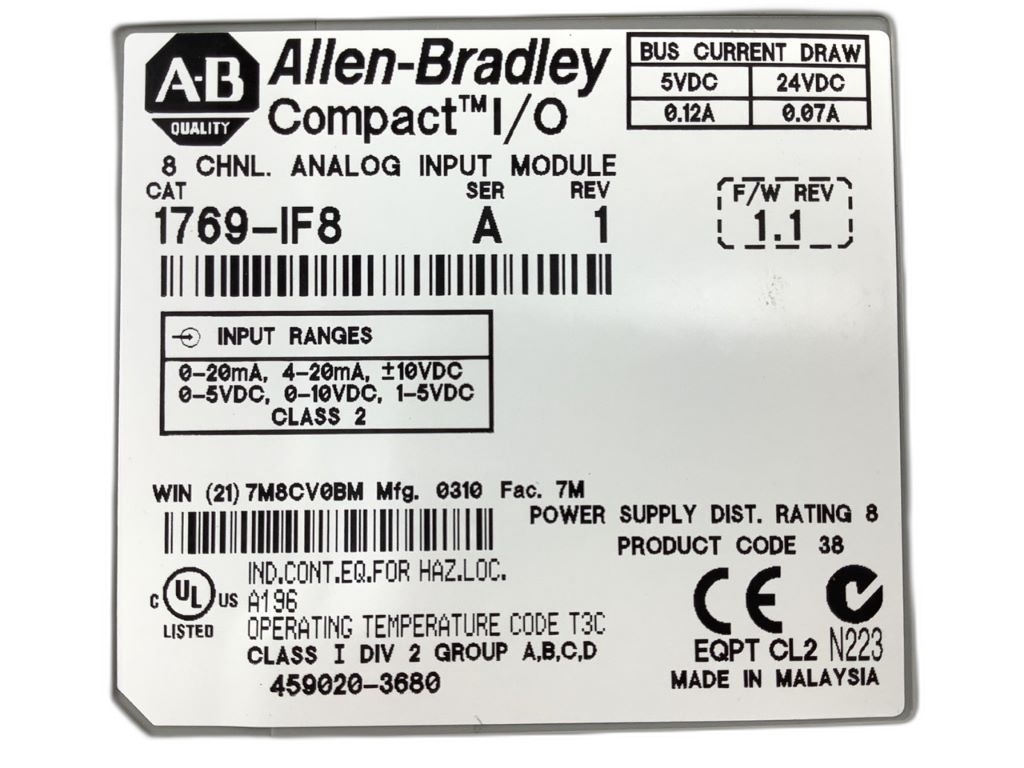 A-B
QUALITY
Allen-Bradley
Compact™ I/O
BUS CURRENT DRAW
5VDC 24VDC
0.12A 0.07A
8 CHNL. ANALOG INPUT MODULE
CAT SER REV
1769-IF8 A 1
F/W REV
1.1
INPUT RANGES
0-20mA, 4-20mA, ±10VDC
0-5VDC, 0-10VDC, 1-5VDC
CLASS 2
WIN (21) 7M8CV0BM Mfg. 0310 Fac. 7M
POWER SUPPLY DIST. RATING 8
PRODUCT CODE 38
C UL US
LISTED
IND.CONT.EQ.FOR HAZ.LOC.
A196
OPERATING TEMPERATURE CODE T3C
CLASS I DIV 2 GROUP A,B,C,D
459020-3680
CE
EQPT CL2 N223
MADE IN MALAYSIA